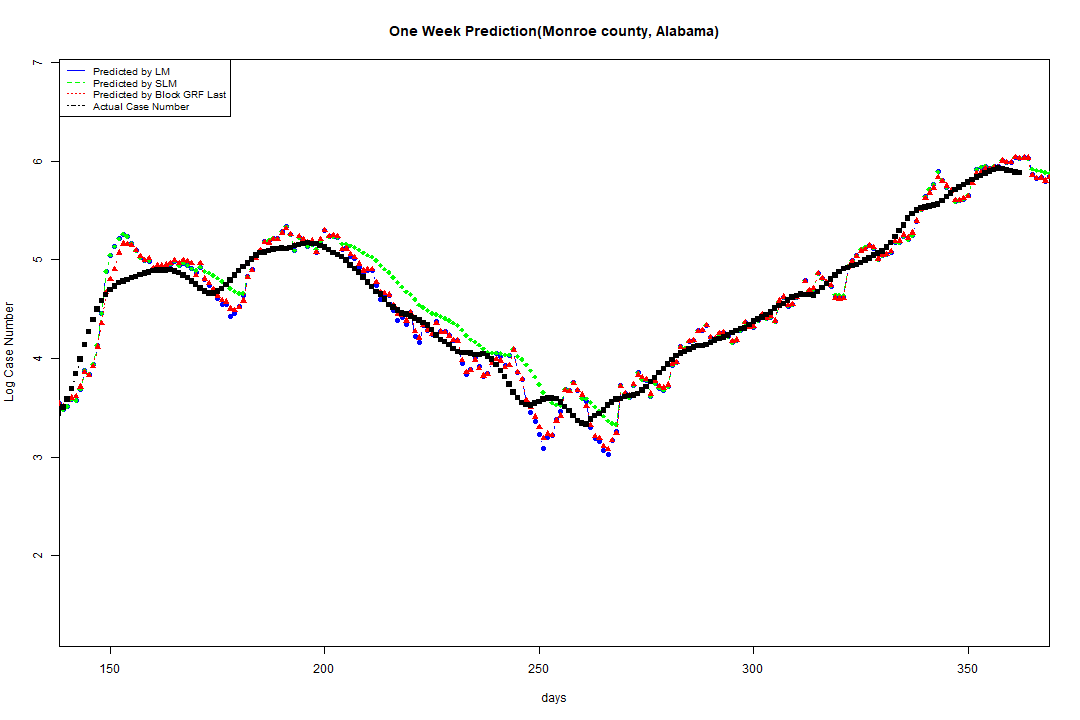 One Week Prediction(Monroe county, Alabama)
Predicted by LM
Predicted by SLM
Predicted by Block GRF Last
Actual Case Number
7
6
5
4
3
2
Log Case Number
150 200 250 300 350
days